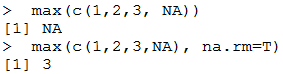 >  max(c(1,2,3, NA))
[1] NA
> max(c(1,2,3,NA), na.rm=T)
[1] 3